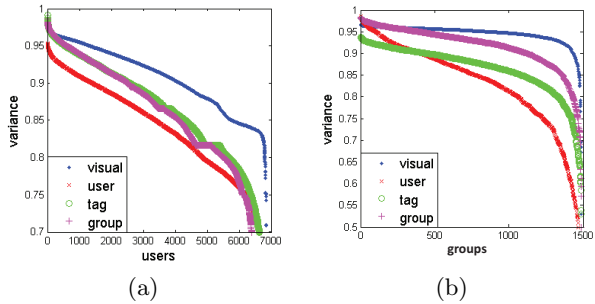 1
0.95
0.9
0.85
0.8
0.75
0.7
variance
0 1000 2000 3000 4000 5000 6000 7000
users
visual
user
tag
group
(a)
1
0.95
0.9
0.85
0.8
0.75
0.7
0.65
0.6
0.55
0.5
variance
0 500 1000 1500
groups
visual
user
tag
group
(b)